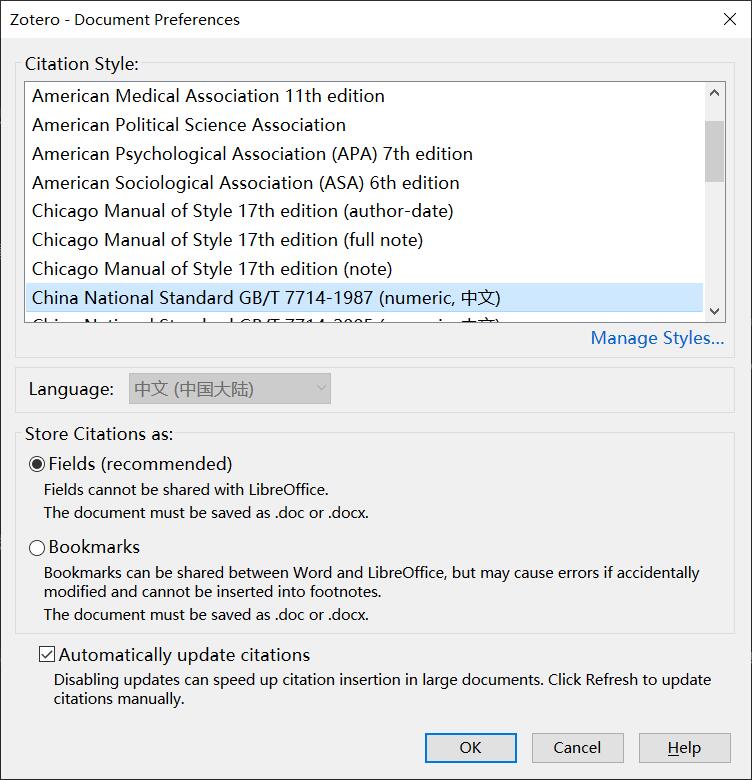 Zotero - Document Preferences
Citation Style:
American Medical Association 11th edition
American Political Science Association
American Psychological Association (APA) 7th edition
American Sociological Association (ASA) 6th edition
Chicago Manual of Style 17th edition (author-date)
Chicago Manual of Style 17th edition (full note)
Chicago Manual of Style 17th edition (note)
China National Standard GB/T 7714-1987 (numeric, 中文)
Manage Styles...
Language: 中文 (中国大陆)
Store Citations as:
Fields (recommended)
Fields cannot be shared with LibreOffice.
The document must be saved as .doc or .docx.
Bookmarks
Bookmarks can be shared between Word and LibreOffice, but may cause errors if accidentally
modified and cannot be inserted into footnotes.
The document must be saved as .doc or .docx.
Automatically update citations
Disabling updates can speed up citation insertion in large documents. Click Refresh to update
citations manually.
OK Cancel Help